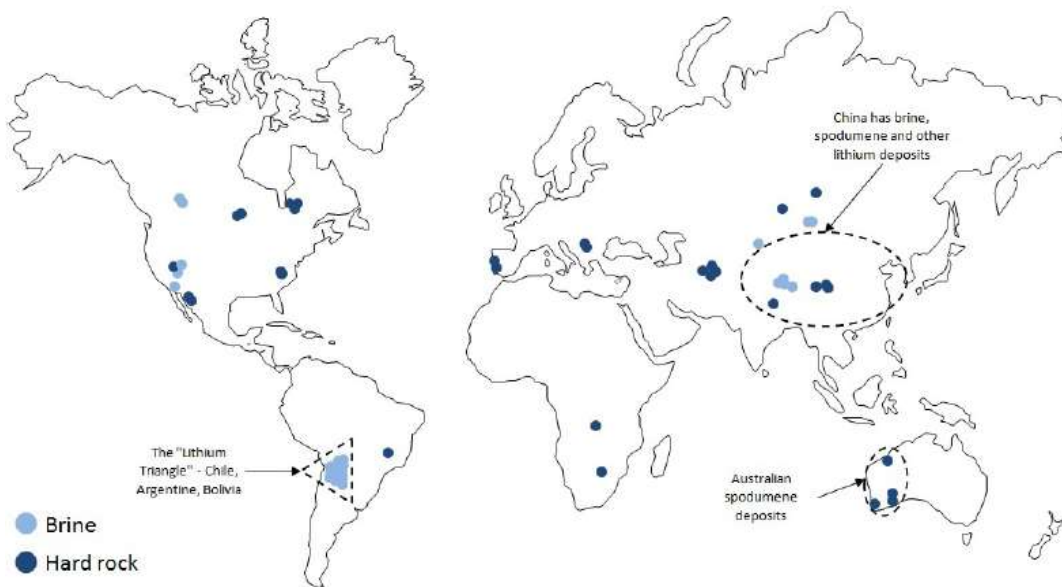 China has brine,
spodumene and other
lithium deposits
The "Lithium
Triangle" - Chile,
Argentine, Bolivia
Australian
spodumene
deposits
Brine
Hard rock